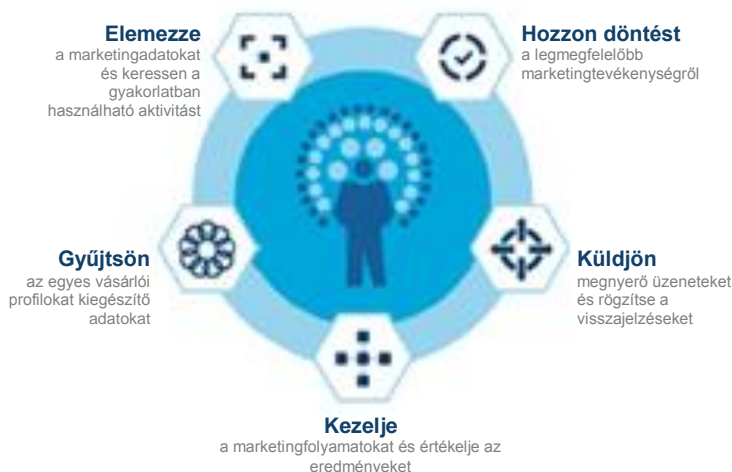 Elemezze
a marketingadatokat
és keressen a
gyakorlatban
használható aktivitást
Hozzon döntést
a legmegfelelőbb
marketingtevékenységről
Gyűjtsön
az egyes vásárlói
profilokat kiegészítő
adatokat
Küldjön
megnyerő üzeneteket
és rögzítse a
visszajelzéseket
Kezelje
a marketingfolyamatokat és értékelje az
eredményeket